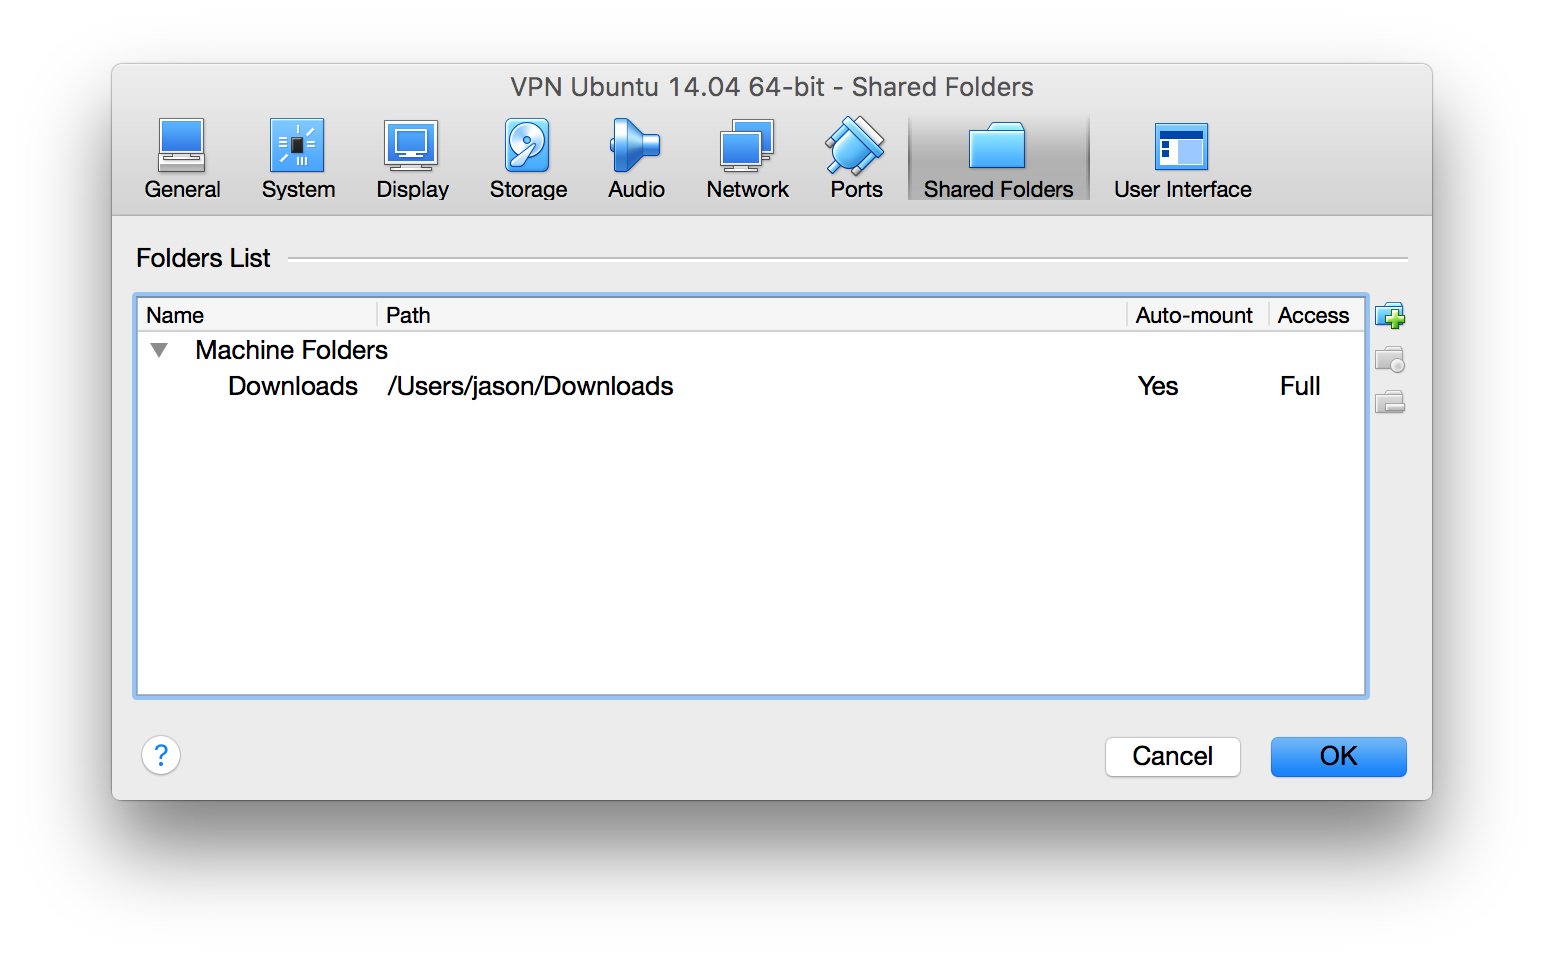 VPN Ubuntu 14.04 64-bit - Shared Folders
General System Display Storage Audio Network Ports Shared Folders User Interface
Folders List
Name Path Auto-mount Access
Machine Folders
Downloads /Users/jason/Downloads Yes Full
? Cancel OK